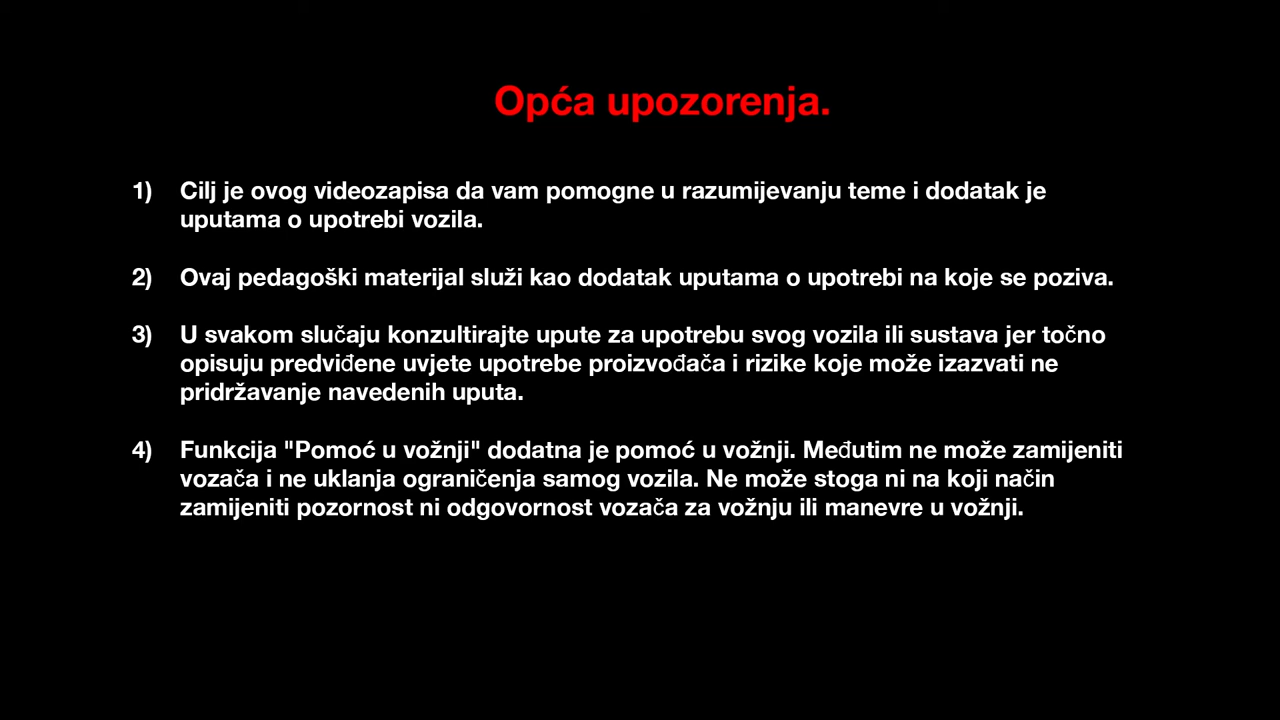 Opća upozorenja.
1) Cilj je ovog videozapisa da vam pomogne u razumijevanju teme i dodatak je
uputama o upotrebi vozila.
2) Ovaj pedagoški materijal služi kao dodatak uputama o upotrebi na koje se poziva.
3) U svakom slučaju konzultirajte upute za upotrebu svog vozila ili sustava jer točno
opisuju predviđene uvjete upotrebe proizvođača i rizike koje može izazvati ne
pridržavanje navedenih uputa.
4) Funkcija "Pomoć u vožnji" dodatna je pomoć u vožnji. Međutim ne može zamijeniti
vozača i ne uklanja ograničenja samog vozila. Ne može stoga ni na koji način
zamijeniti pozornost ni odgovornost vozača za vožnju ili manevre u vožnji.